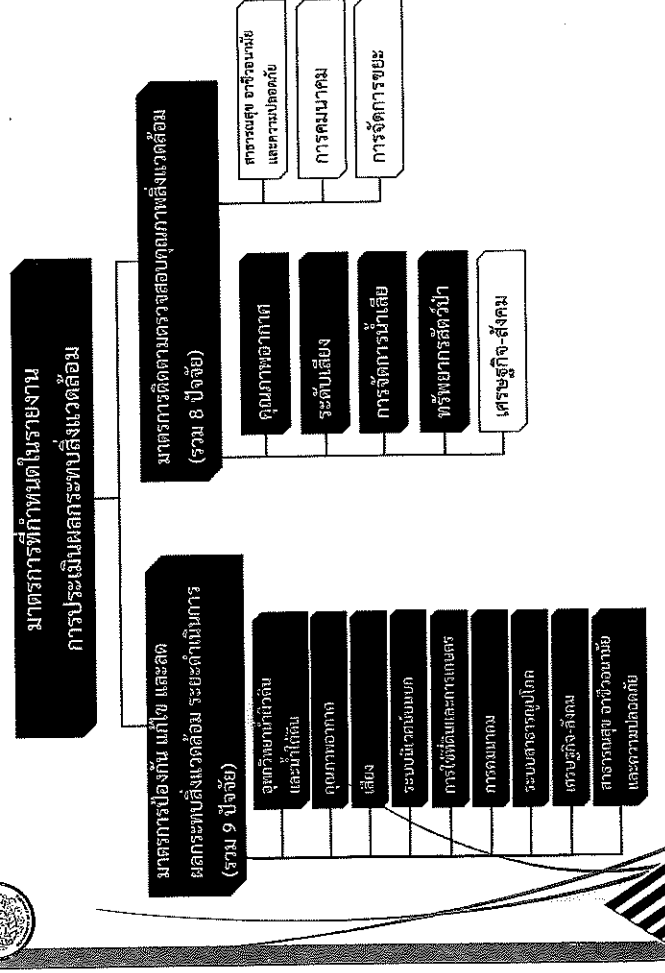 มาตรการที่กำหนดในรายงาน
การประเมินผลกระทบสิ่งแวดล้อม
มาตรการป้องกัน แก้ไข และลด
ผลกระทบสิ่งแวดล้อม ระยะดำเนินการ
(รวม 9 ปัจจัย)
อุทกวิทยาน้ำผิวดิน
และน้ำใต้ดิน
คุณภาพอากาศ
เสียง
ระบบนิเวศน์บนบก
การใช้ที่ดินและการเกษตร
การคมนาคม
ระบบสาธารณูปโภค
เศรษฐกิจ-สังคม
สาธารณสุข อาชีวอนามัย
และความปลอดภัย
มาตรการติดตามตรวจสอบคุณภาพสิ่งแวดล้อม
(รวม 8 ปัจจัย)
คุณภาพอากาศ
ระดับเสียง
การจัดการน้ำเสีย
ทรัพยากรสัตว์ป่า
เศรษฐกิจ-สังคม
สาธารณสุข อาชีวอนามัย
และความปลอดภัย
การคมนาคม
การจัดการขยะ